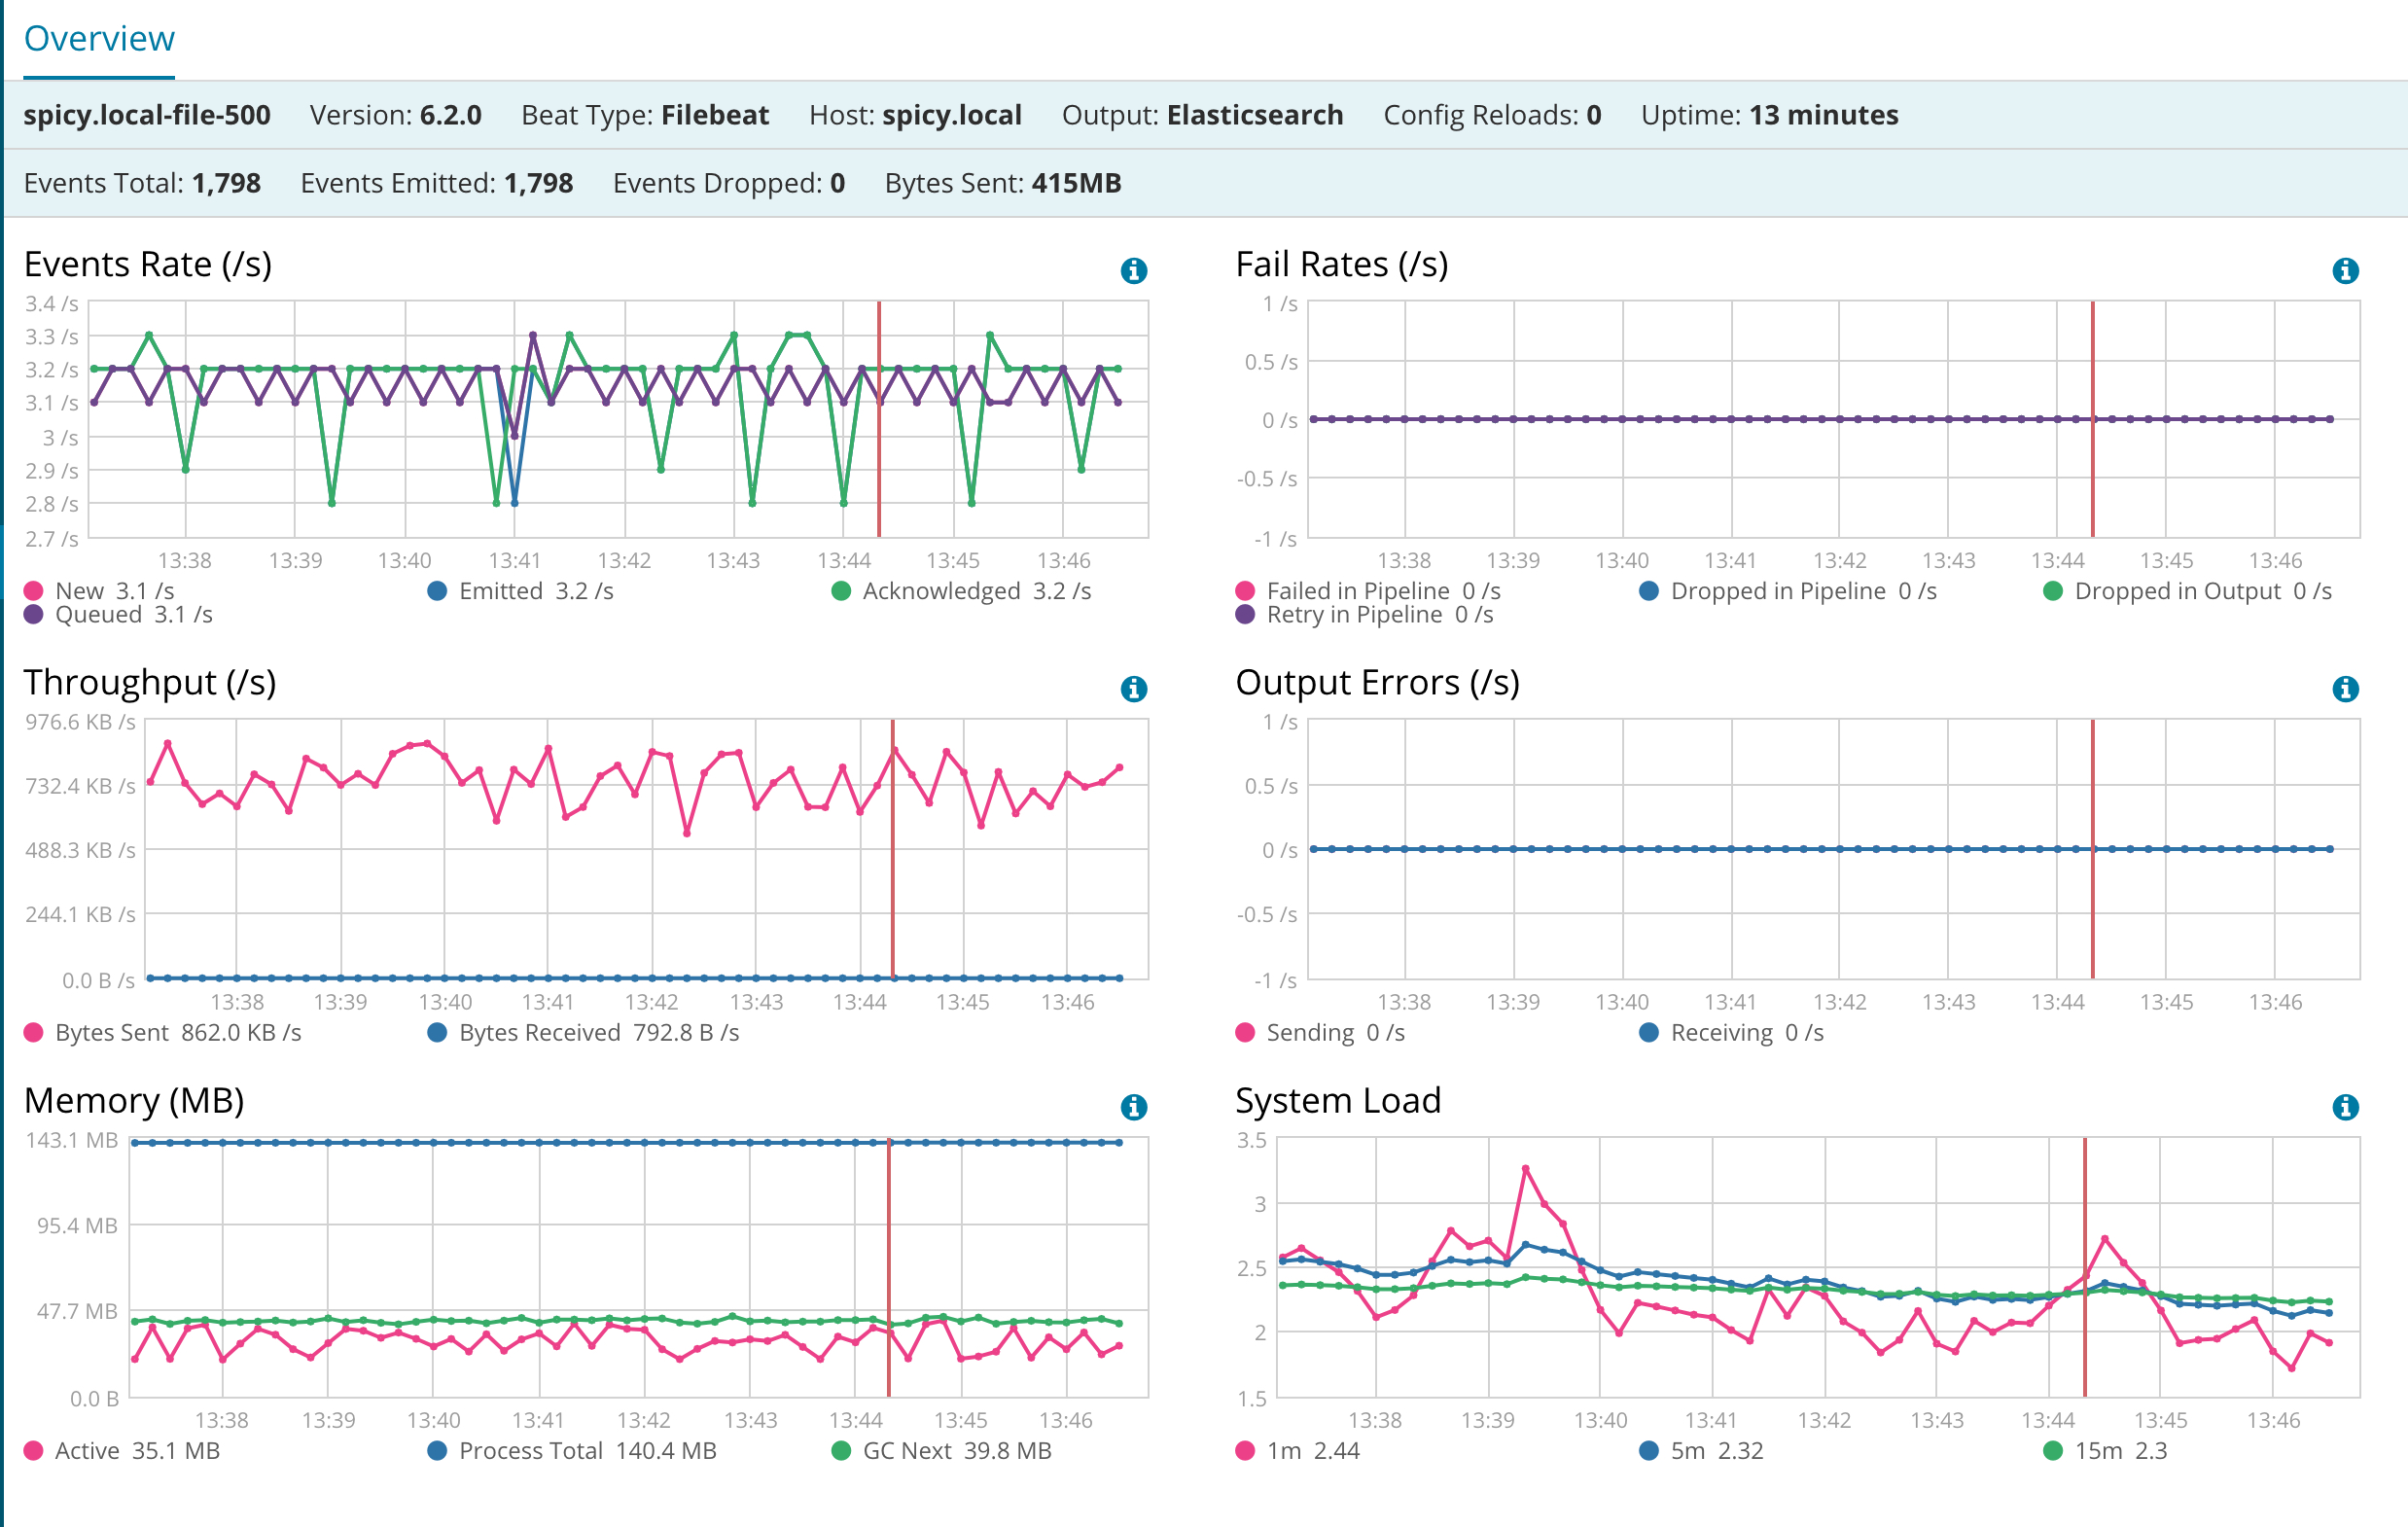 Overview
spicy.local-file-500 Version: 6.2.0 Beat Type: Filebeat Host: spicy.local Output: Elasticsearch Config Reloads: 0 Uptime: 13 minutes
Events Total: 1,798 Events Emitted: 1,798 Events Dropped: 0 Bytes Sent: 415MB
Events Rate (/s)
3.4 /s
3.3 /s
3.2 /s
3.1 /s
3 /s
2.9 /s
2.8 /s
2.7 /s
13:38 13:39 13:40 13:41 13:42 13:43 13:44 13:45 13:46
New 3.1 /s Emitted 3.2 /s Acknowledged 3.2 /s
Queued 3.1 /s
Fail Rates (/s)
1 /s
0.5 /s
0 /s
-0.5 /s
-1 /s
13:38 13:39 13:40 13:41 13:42 13:43 13:44 13:45 13:46
Failed in Pipeline 0 /s Dropped in Pipeline 0 /s Dropped in Output 0 /s
Retry in Pipeline 0 /s
Throughput (/s)
976.6 KB /s
732.4 KB /s
488.3 KB /s
244.1 KB /s
0.0 B /s
13:38 13:39 13:40 13:41 13:42 13:43 13:44 13:45 13:46
Bytes Sent 862.0 KB /s Bytes Received 792.8 B /s
Output Errors (/s)
1 /s
0.5 /s
0 /s
-0.5 /s
-1 /s
13:38 13:39 13:40 13:41 13:42 13:43 13:44 13:45 13:46
Sending 0 /s Receiving 0 /s
Memory (MB)
143.1 MB
95.4 MB
47.7 MB
0.0 B
13:38 13:39 13:40 13:41 13:42 13:43 13:44 13:45 13:46
Active 35.1 MB Process Total 140.4 MB GC Next 39.8 MB
System Load
3.5
3
2.5
2
1.5
13:38 13:39 13:40 13:41 13:42 13:43 13:44 13:45 13:46
1m 2.44 5m 2.32 15m 2.3